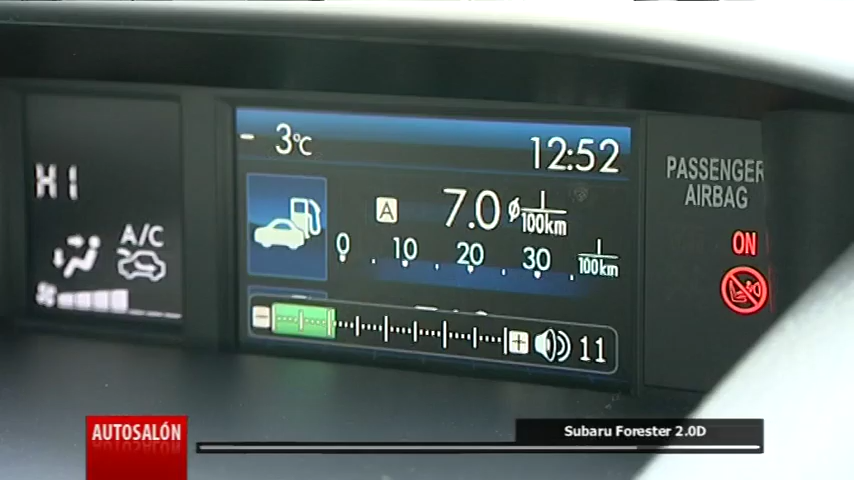 HI
A/C
- 3°C
12:52
A
7.0 ø l/100km
0 . 10 . 20 . 30 . l/100km
- + 11
PASSENGER
AIRBAG
ON
AUTOSALÓN
Subaru Forester 2.0D